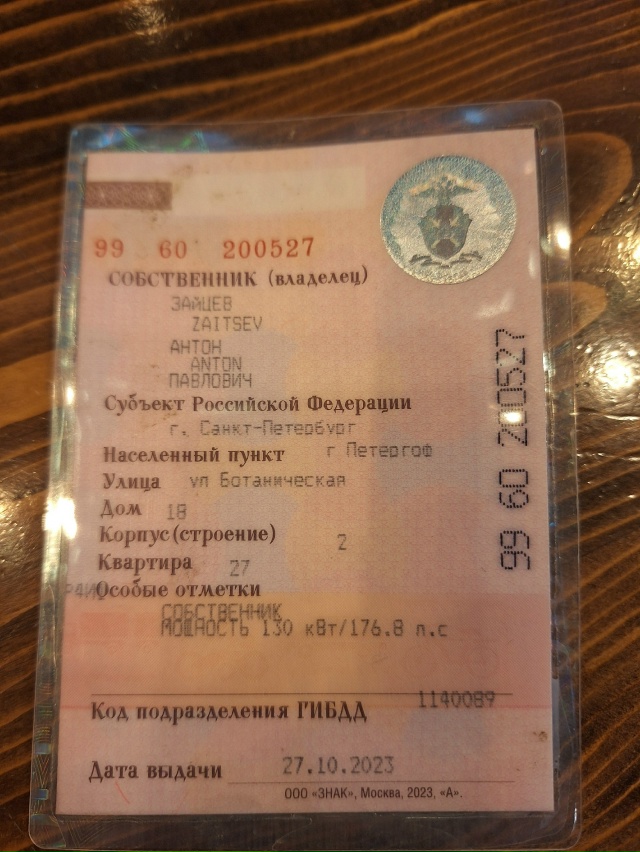 99 60 200527
СОБСТВЕННИК (владелец)
ЗАЙЦЕВ
ZAITSEV
АНТОН
ANTON
ПАВЛОВИЧ
Субъект Российской Федерации
г. Санкт-Петербург
Населенный пункт г Петергоф
Улица ул Ботаническая
Дом 18
Корпус (строение) 2
Квартира 27
Особые отметки
СОБСТВЕННИК
МОЩНОСТЬ 130 кВт/176.8 л.с
Код подразделения ГИБДД 1140089
Дата выдачи 27.10.2023
ООО «ЗНАК», Москва, 2023, «А».
99 60 200527